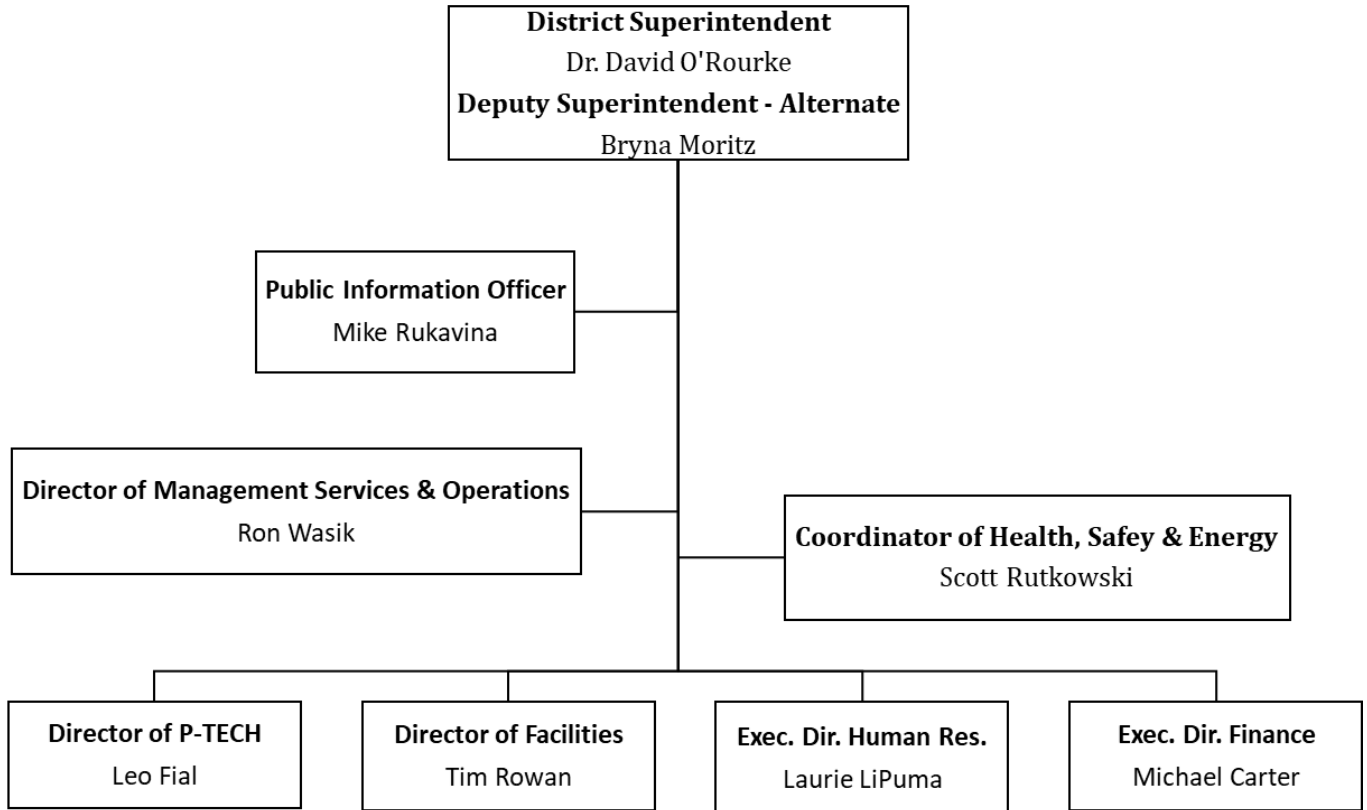 District Superintendent
Dr. David O'Rourke
Deputy Superintendent - Alternate
Bryna Moritz
Public Information Officer
Mike Rukavina
Director of Management Services & Operations
Ron Wasik
Coordinator of Health, Safey & Energy
Scott Rutkowski
Director of P-TECH
Leo Fial
Director of Facilities
Tim Rowan
Exec. Dir. Human Res.
Laurie LiPuma
Exec. Dir. Finance
Michael Carter